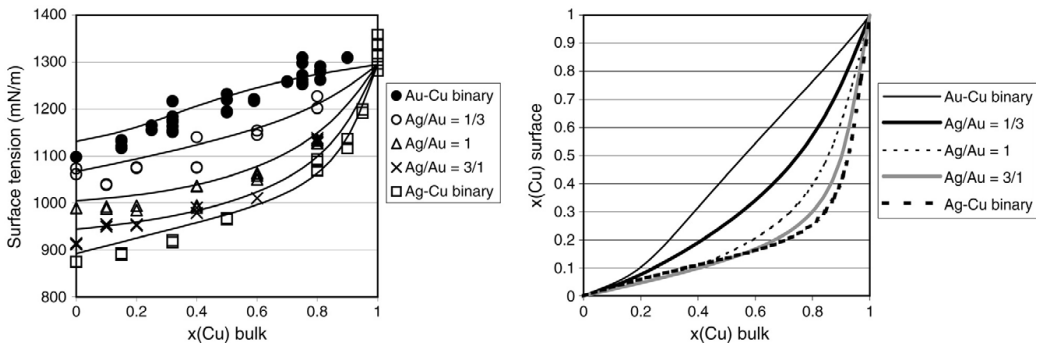 Surface tension (mN/m)
1400
1300
1200
1100
1000
900
800
0
0.2
0.4
0.6
0.8
1
x(Cu) bulk
Au-Cu binary
Ag/Au = 1/3
Ag/Au = 1
Ag/Au = 3/1
Ag-Cu binary
x(Cu) surface
1
0.9
0.8
0.7
0.6
0.5
0.4
0.3
0.2
0.1
0
0
0.2
0.4
0.6
0.8
1
x(Cu) bulk
Au-Cu binary
Ag/Au = 1/3
Ag/Au = 1
Ag/Au = 3/1
Ag-Cu binary